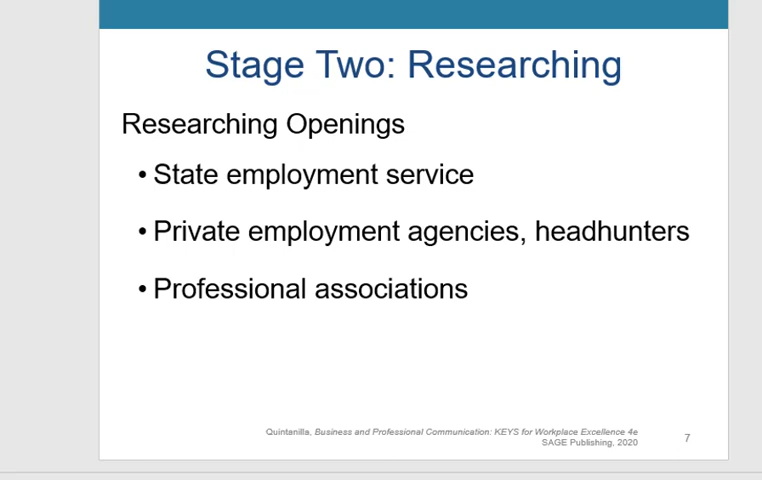 Stage Two: Researching
Researching Openings
• State employment service
• Private employment agencies, headhunters
• Professional associations
Quintanilla, Business and Professional Communication: KEYS for Workplace Excellence 4e
SAGE Publishing, 2020
7